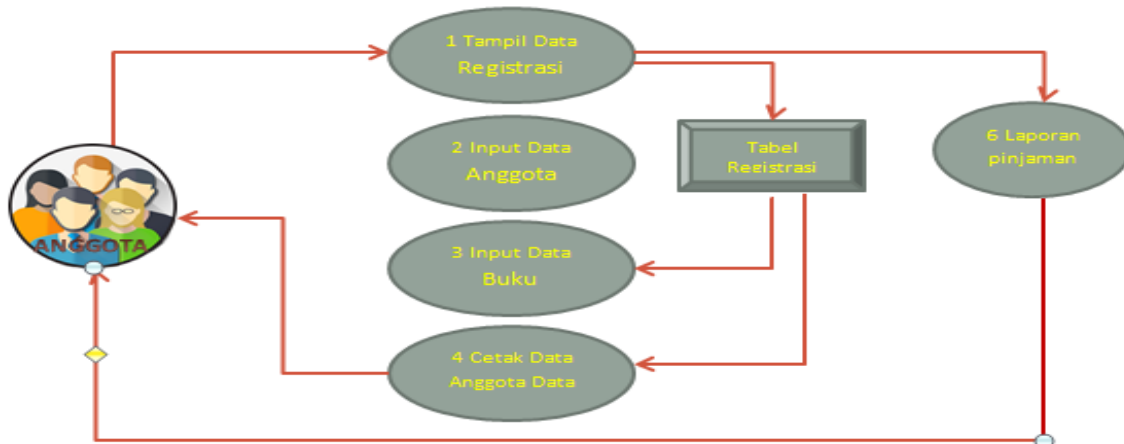 1 Tampil Data
Registrasi
2 Input Data
Anggota
Tabel
Registrasi
6 Laporan
pinjaman
ANGGOTA
3 Input Data
Buku
4 Cetak Data
Anggota Data